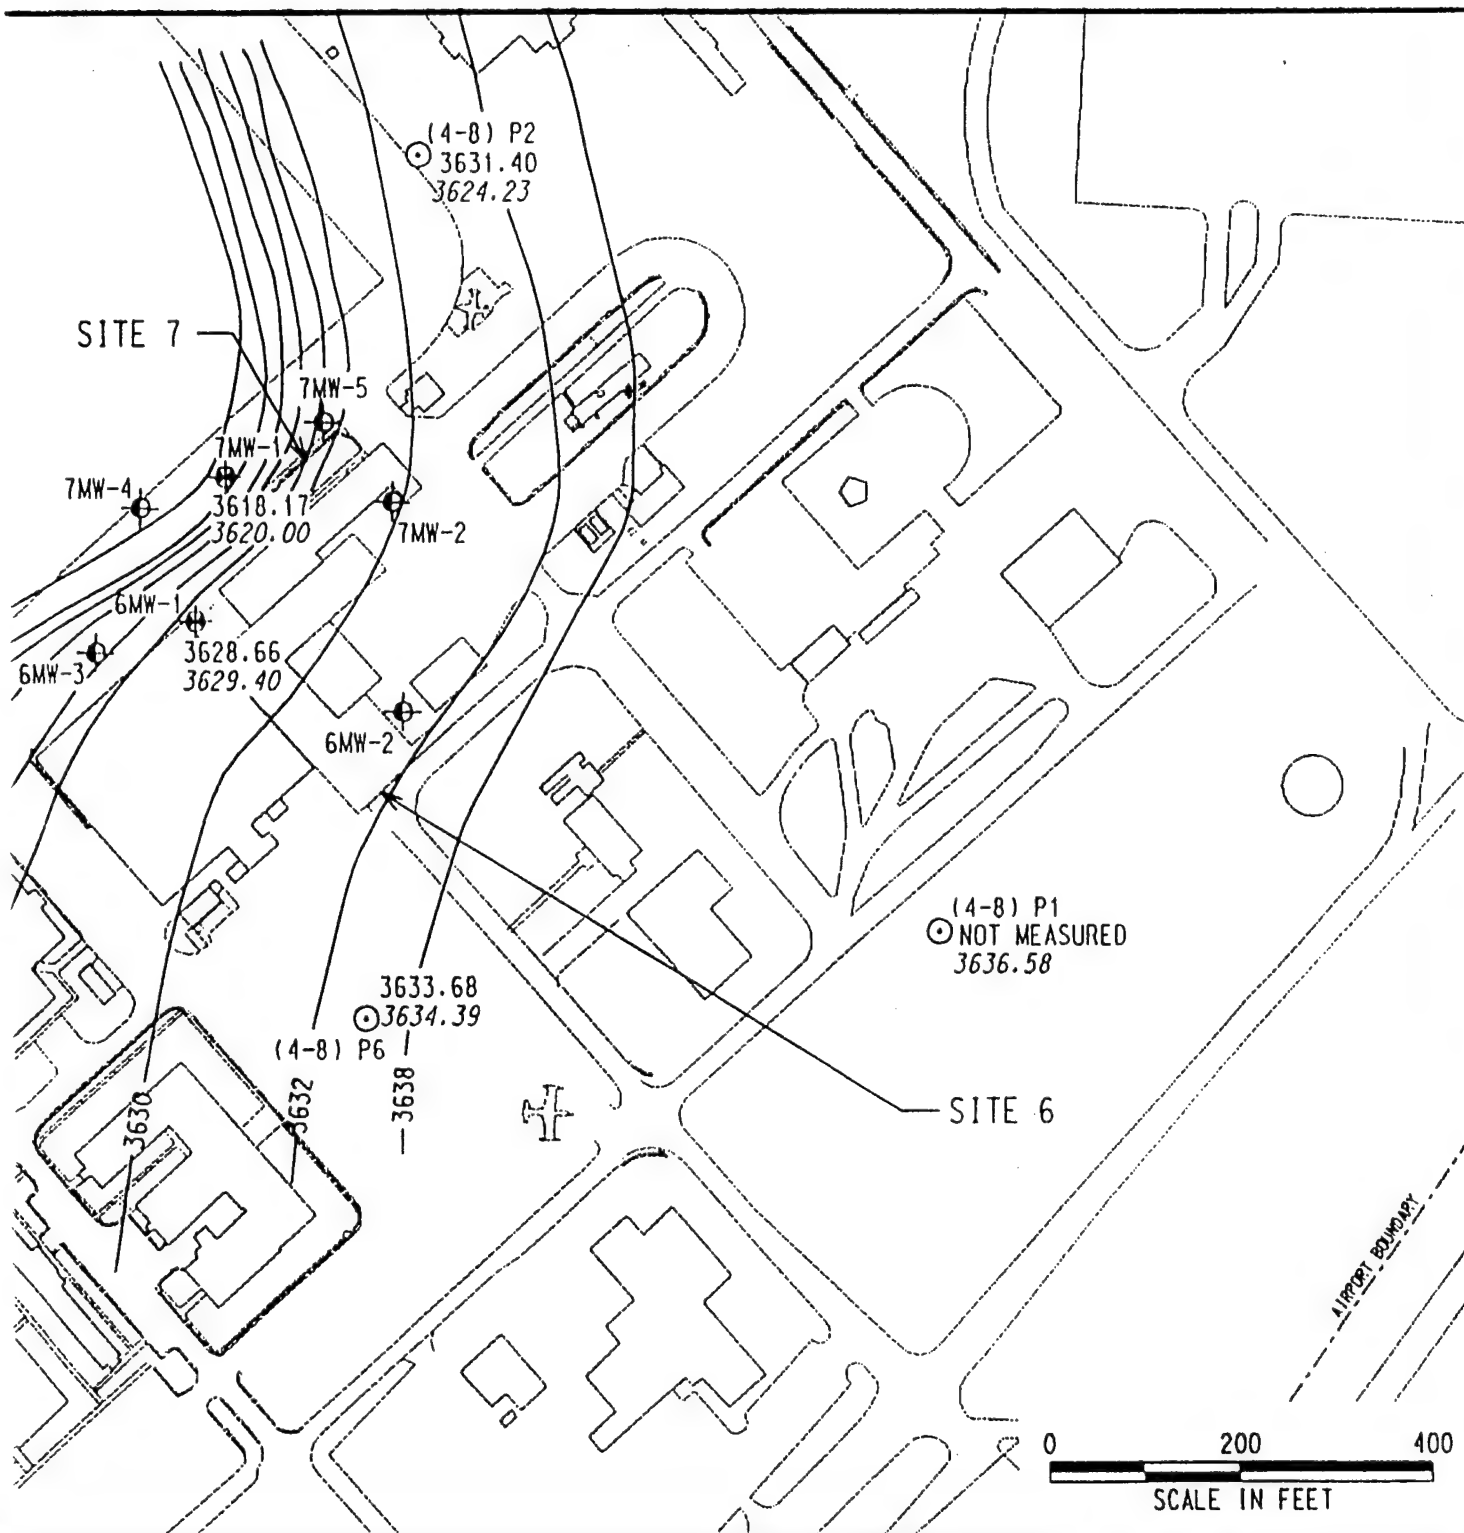 (4-8) P2
3631.40
3624.23
SITE 7
7MW-5
7MW-1
7MW-4
3618.17
3620.00
7MW-2
6MW-1
3628.66
3629.40
6MW-3
6MW-2
(4-8) P1
NOT MEASURED
3636.58
3633.68
3634.39
(4-8) P6
3630
3632
3638
SITE 6
AIRPORT BOUNDARY
0 200 400
SCALE IN FEET